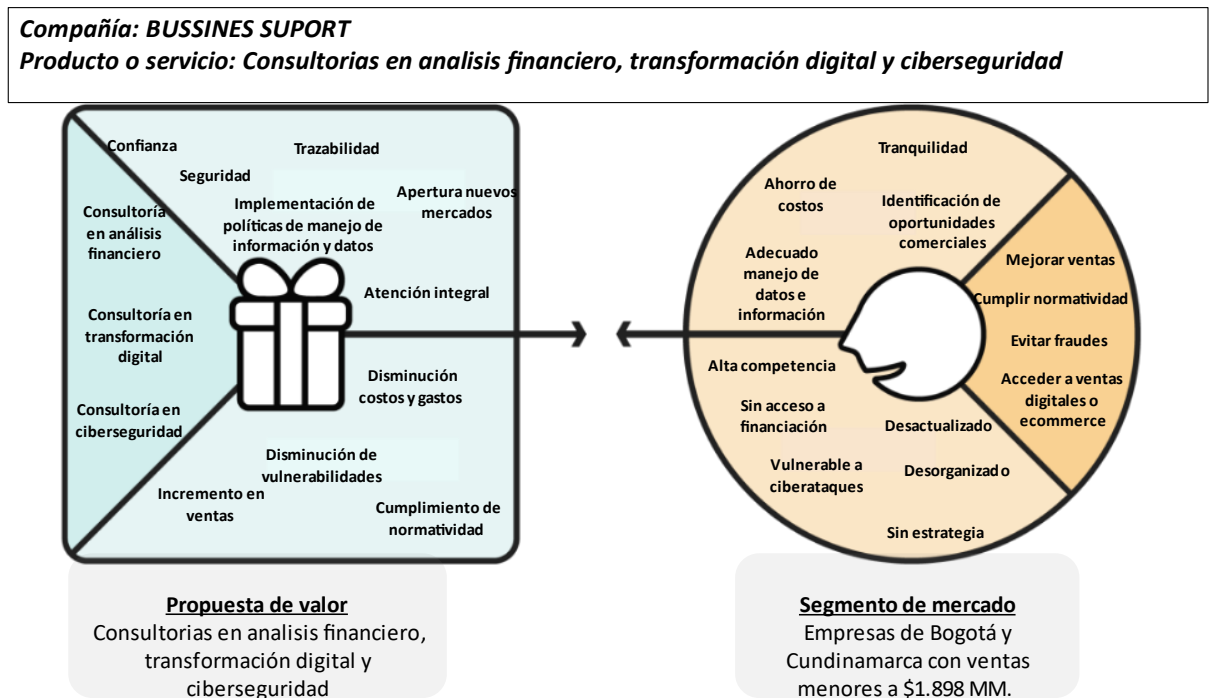 Compañía: BUSSINES SUPORT
Producto o servicio: Consultorias en analisis financiero, transformación digital y ciberseguridad
Confianza
Trazabilidad
Seguridad
Apertura nuevos
mercados
Implementación de
políticas de manejo de
información y datos
Consultoría
en análisis
financiero
Atención integral
Consultoría en
transformación
digital
Disminución
costos y gastos
Consultoría en
ciberseguridad
Disminución de
vulnerabilidades
Incremento en
ventas
Cumplimiento de
normatividad
Tranquilidad
Ahorro de
costos
Identificación de
oportunidades
comerciales
Adecuado
manejo de
datos e
información
Mejorar ventas
Cumplir normatividad
Evitar fraudes
Acceder a ventas
digitales o
ecommerce
Alta competencia
Sin acceso a
financiación
Desactualizado
Vulnerable a
ciberataques
Desorganizado
Sin estrategia
Propuesta de valor
Consultorias en analisis financiero,
transformación digital y
ciberseguridad
Segmento de mercado
Empresas de Bogotá y
Cundinamarca con ventas
menores a $1.898 MM.